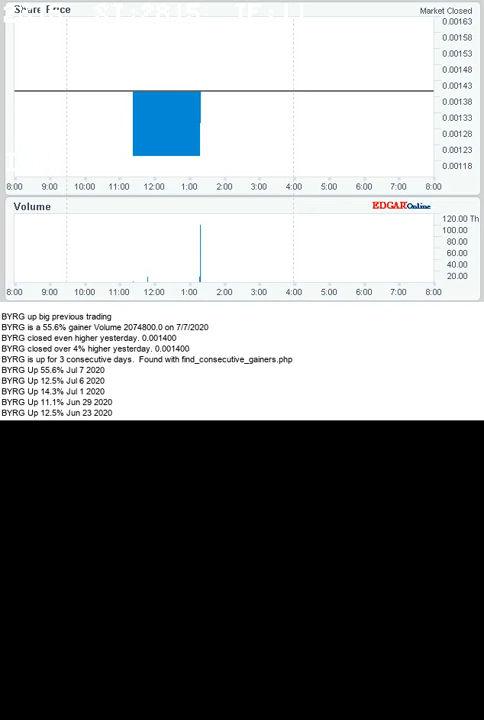 Share Price
Market Closed
0.00163
0.00158
0.00153
0.00148
0.00143
0.00138
0.00133
0.00128
0.00123
0.00118
8:00 9:00 10:00 11:00 12:00 1:00 2:00 3:00 4:00 5:00 6:00 7:00 8:00
Volume
EDGAR Online
120.00 Th
100.00
80.00
60.00
40.00
20.00
8:00 9:00 10:00 11:00 12:00 1:00 2:00 3:00 4:00 5:00 6:00 7:00 8:00
BYRG up big previous trading
BYRG is a 55.6% gainer Volume 2074800.0 on 7/7/2020
BYRG closed even higher yesterday. 0.001400
BYRG closed over 4% higher yesterday. 0.001400
BYRG is up for 3 consecutive days. Found with find_consecutive_gainers.php
BYRG Up 55.6% Jul 7 2020
BYRG Up 12.5% Jul 6 2020
BYRG Up 14.3% Jul 1 2020
BYRG Up 11.1% Jun 29 2020
BYRG Up 12.5% Jun 23 2020